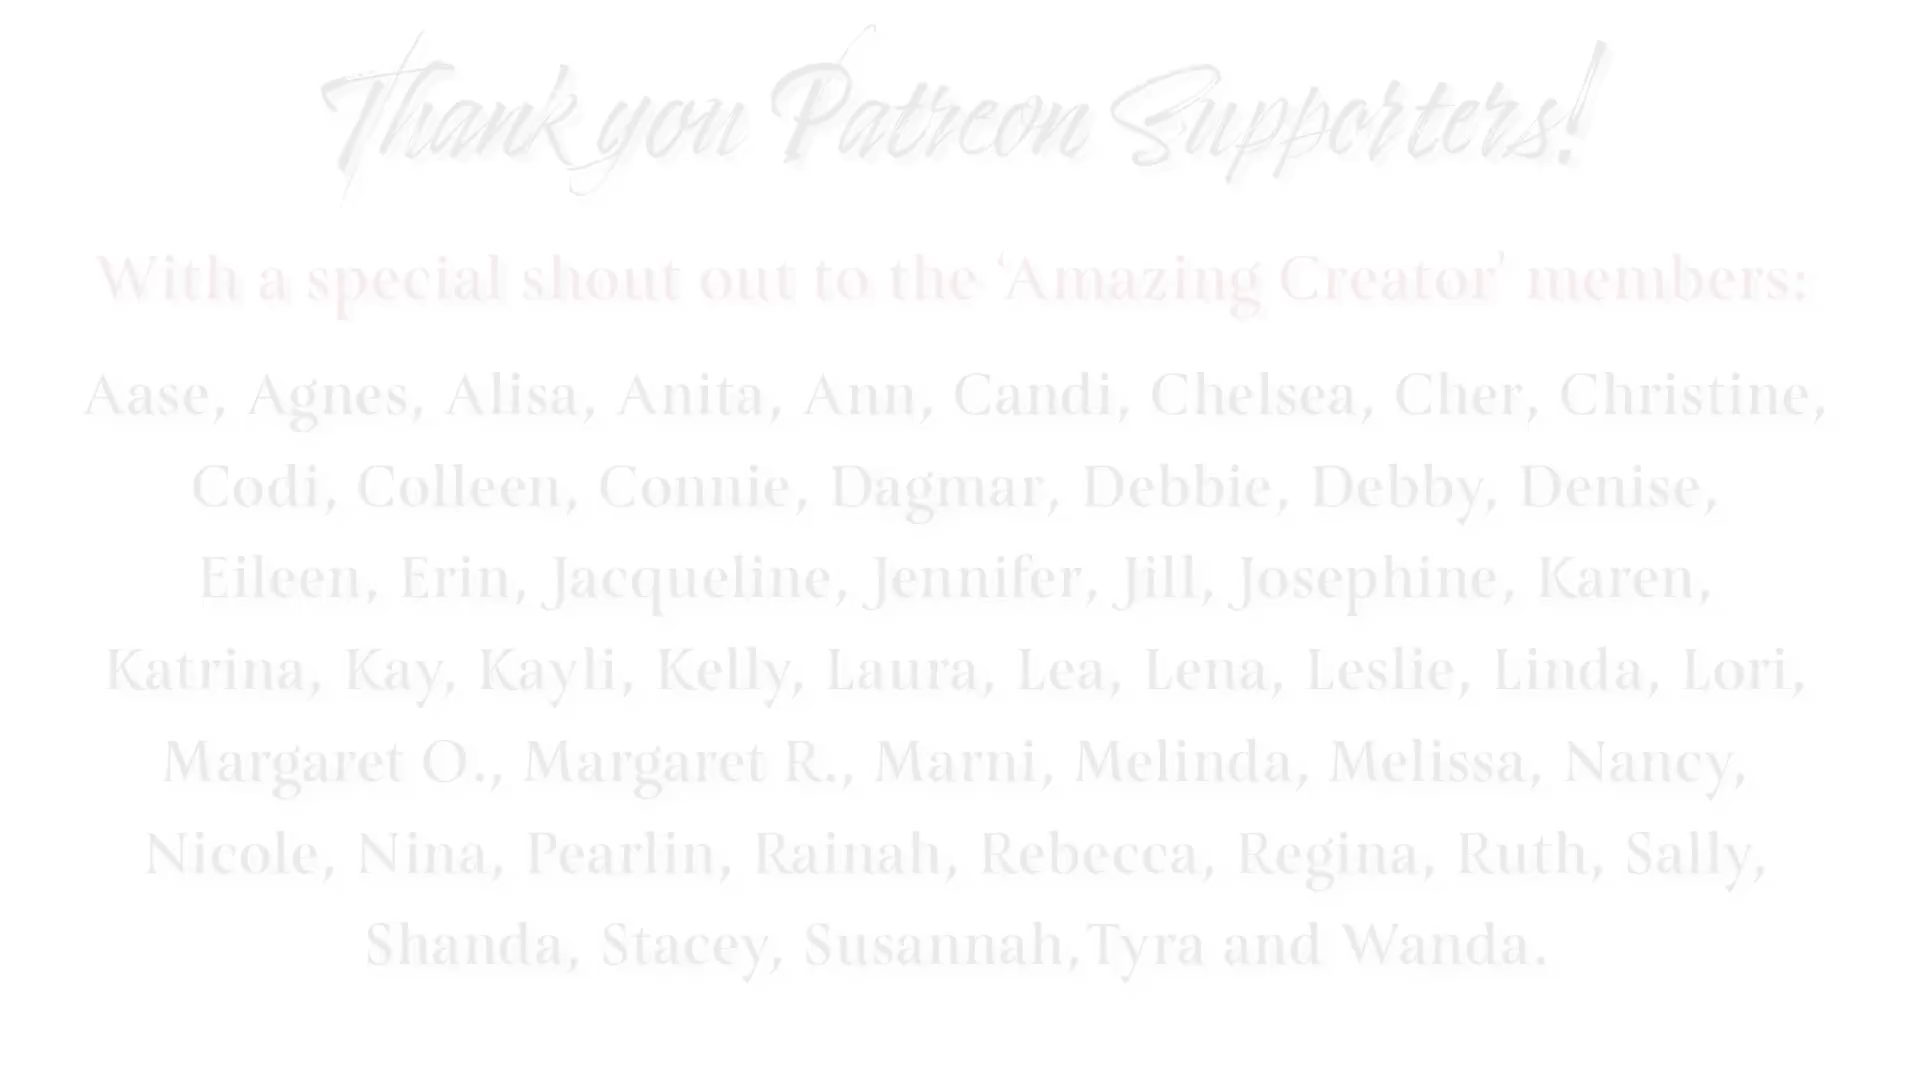 Thank you Patreon Supporters!
With a special shout out to the ‘Amazing Creator’ members:
Aase, Agnes, Alisa, Anita, Ann, Candi, Chelsea, Cher, Christine,
Codi, Colleen, Connie, Dagmar, Debbie, Debby, Denise,
Eileen, Erin, Jacqueline, Jennifer, Jill, Josephine, Karen,
Katrina, Kay, Kayli, Kelly, Laura, Lea, Lena, Leslie, Linda, Lori,
Margaret O., Margaret R., Marni, Melinda, Melissa, Nancy,
Nicole, Nina, Pearlin, Rainah, Rebecca, Regina, Ruth, Sally,
Shanda, Stacey, Susannah,Tyra and Wanda.